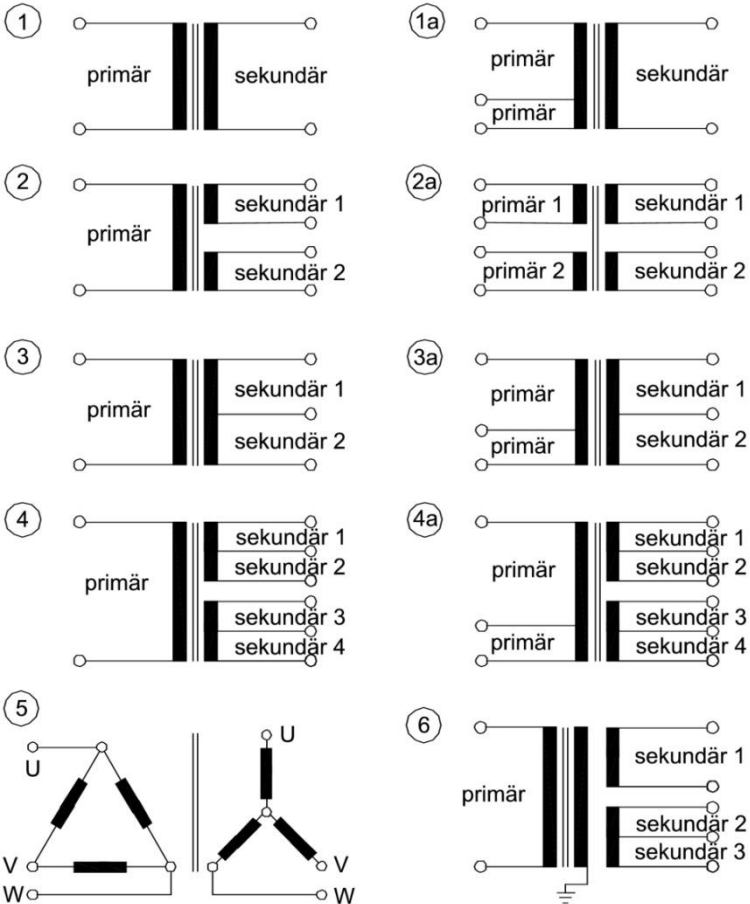 1
primär
sekundär
1a
primär
primär
sekundär
2
primär
sekundär 1
sekundär 2
2a
primär 1
primär 2
sekundär 1
sekundär 2
3
primär
sekundär 1
sekundär 2
3a
primär
primär
sekundär 1
sekundär 2
4
primär
sekundär 1
sekundär 2
sekundär 3
sekundär 4
4a
primär
primär
sekundär 1
sekundär 2
sekundär 3
sekundär 4
5
U
V
W
U
V
W
6
primär
sekundär 1
sekundär 2
sekundär 3